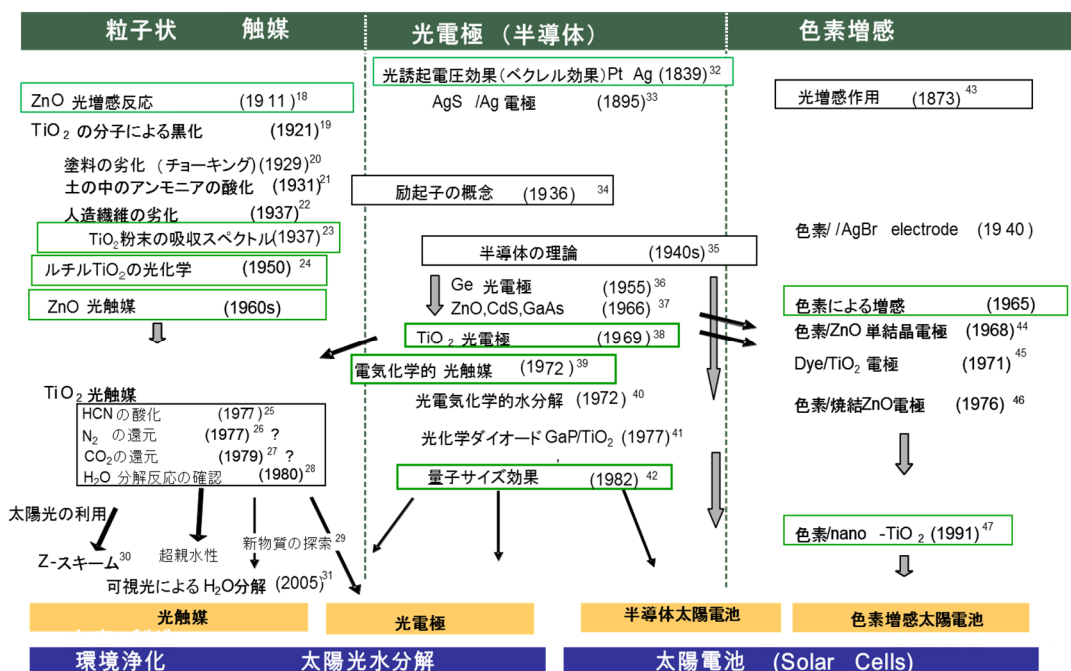 粒子状 触媒
光電極 (半導体)
色素増感
ZnO 光増感反応 (1911)18
TiO2 の分子による黒化 (1921)19
塗料の劣化 (チョーキング)(1929)20
土の中のアンモニアの酸化 (1931)21
人造繊維の劣化 (1937)22
TiO2粉末の吸収スペクトル(1937)23
ルチルTiO2の光化学 (1950) 24
ZnO 光触媒 (1960s)
TiO2 光触媒
HCNの酸化 (1977)25
N2 の還元 (1977)26 ?
CO2の還元 (1979)27 ?
H2O 分解反応の確認 (1980)28
太陽光の利用
Z-スキーム30
超親水性
新物質の探索29
可視光によるH2O分解 (2005)31
光誘起電圧効果(ベクレル効果)Pt Ag (1839)32
AgS /Ag 電極 (1895)33
励起子の概念 (1936) 34
半導体の理論 (1940s)35
Ge 光電極 (1955)36
ZnO,CdS,GaAs (1966)37
TiO2 光電極 (1969)38
電気化学的 光触媒 (1972)39
光電気化学的水分解 (1972) 40
光化学ダイオードGaP/TiO2 (1977)41
,
量子サイズ効果 (1982) 42
光増感作用 (1873) 43
色素/ /AgBr electrode (1940)
色素による増感 (1965)
色素/ZnO 単結晶電極 (1968)44
Dye/TiO2 電極 (1971) 45
色素/焼結ZnO電極 (1976) 46
色素/nano -TiO2 (1991)47
光触媒
光電極
半導体太陽電池
色素増感太陽電池
環境浄化 太陽光水分解
太陽電池 (Solar Cells)